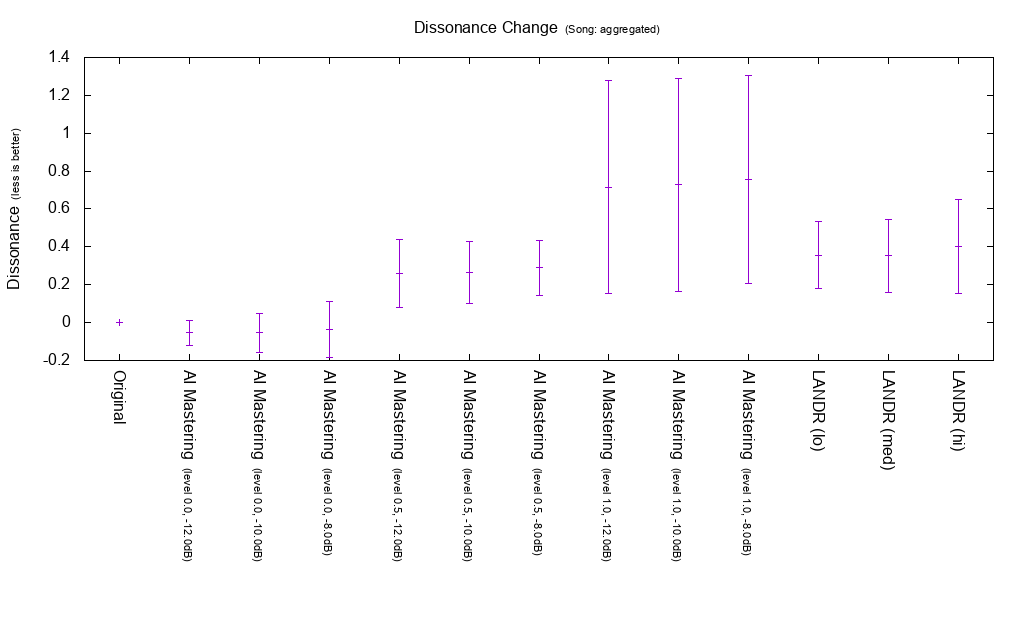 Dissonance Change (Song: aggregated)
Dissonance (less is better)
1.4
1.2
1
0.8
0.6
0.4
0.2
0
-0.2
Original
AI Mastering (level 0.0, -12.0dB)
AI Mastering (level 0.0, -10.0dB)
AI Mastering (level 0.0, -8.0dB)
AI Mastering (level 0.5, -12.0dB)
AI Mastering (level 0.5, -10.0dB)
AI Mastering (level 0.5, -8.0dB)
AI Mastering (level 1.0, -12.0dB)
AI Mastering (level 1.0, -10.0dB)
AI Mastering (level 1.0, -8.0dB)
LANDR (lo)
LANDR (med)
LANDR (hi)